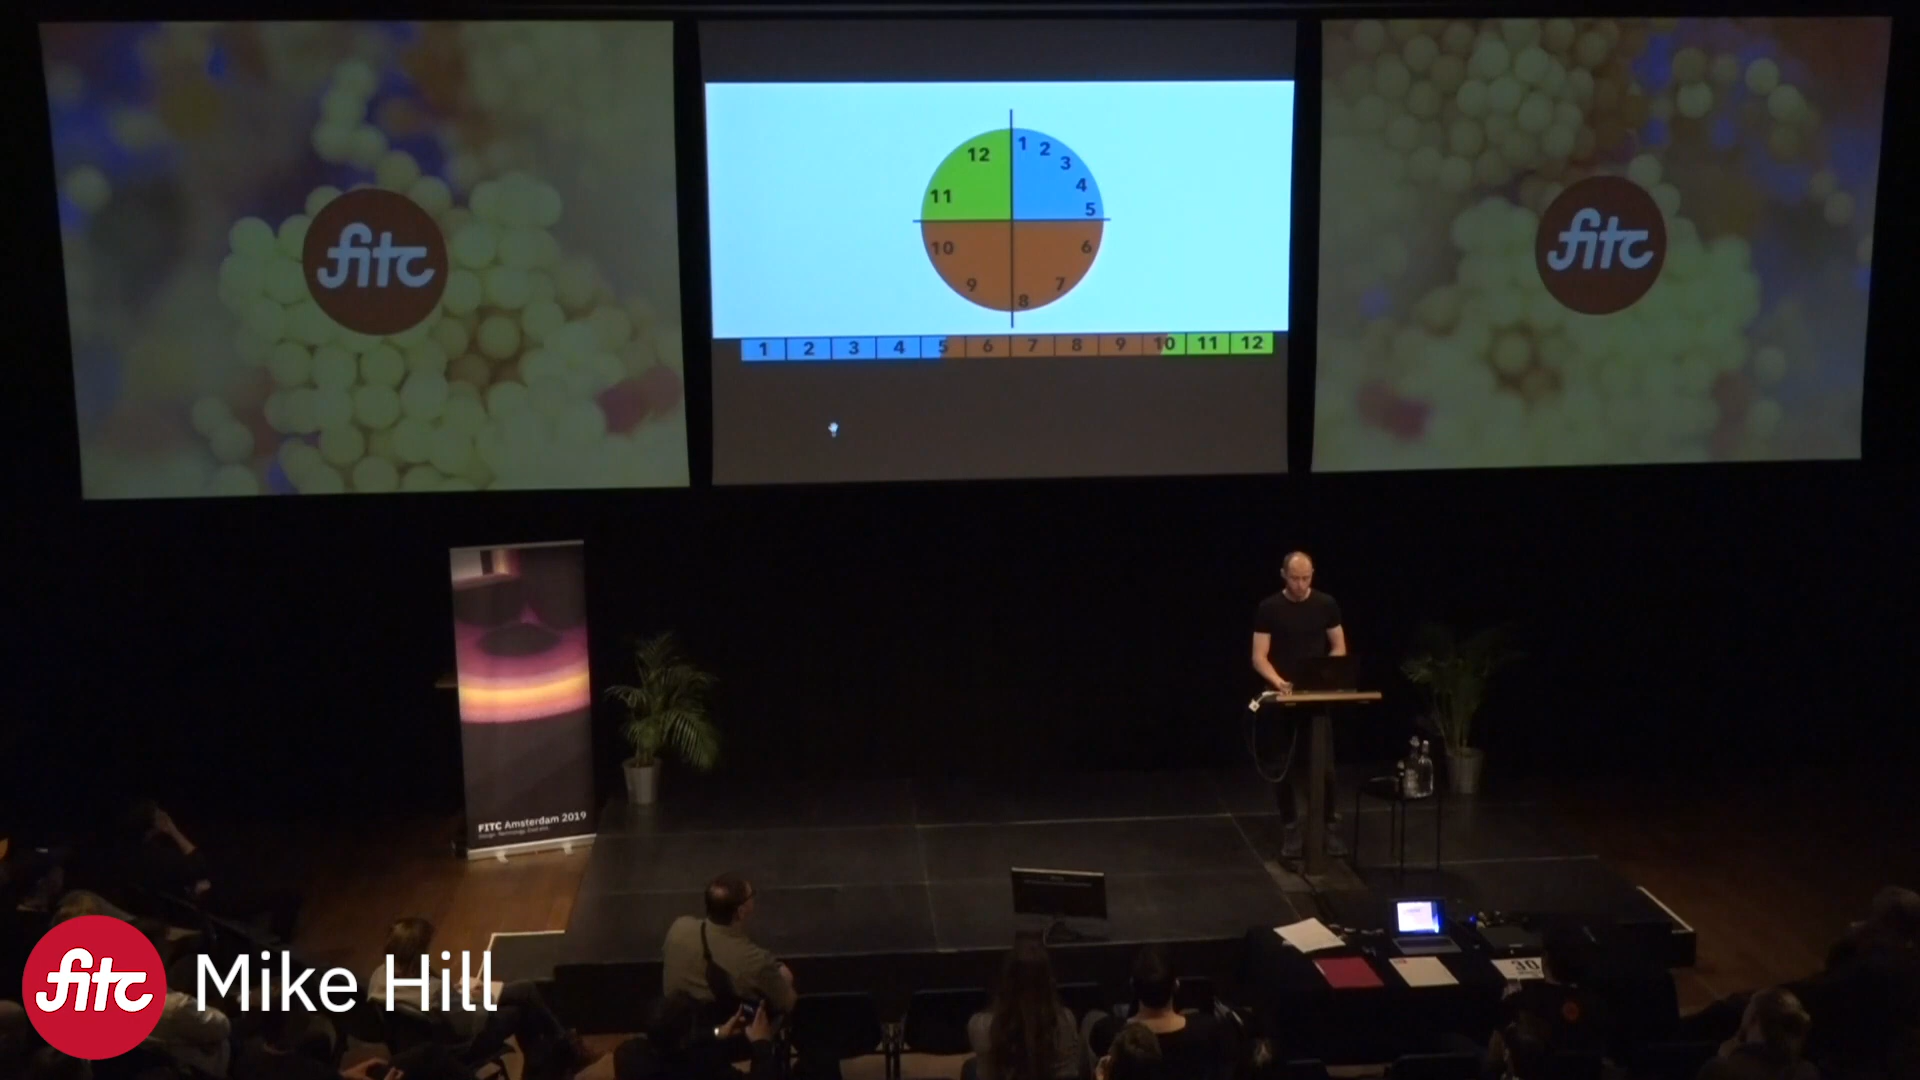 fitc
12 1 2
3
11 4
5
10 6
9 7
8
1 2 3 4 5 6 7 8 9 10 11 12
fitc
FITC Amsterdam 2019
30
fitc Mike Hill